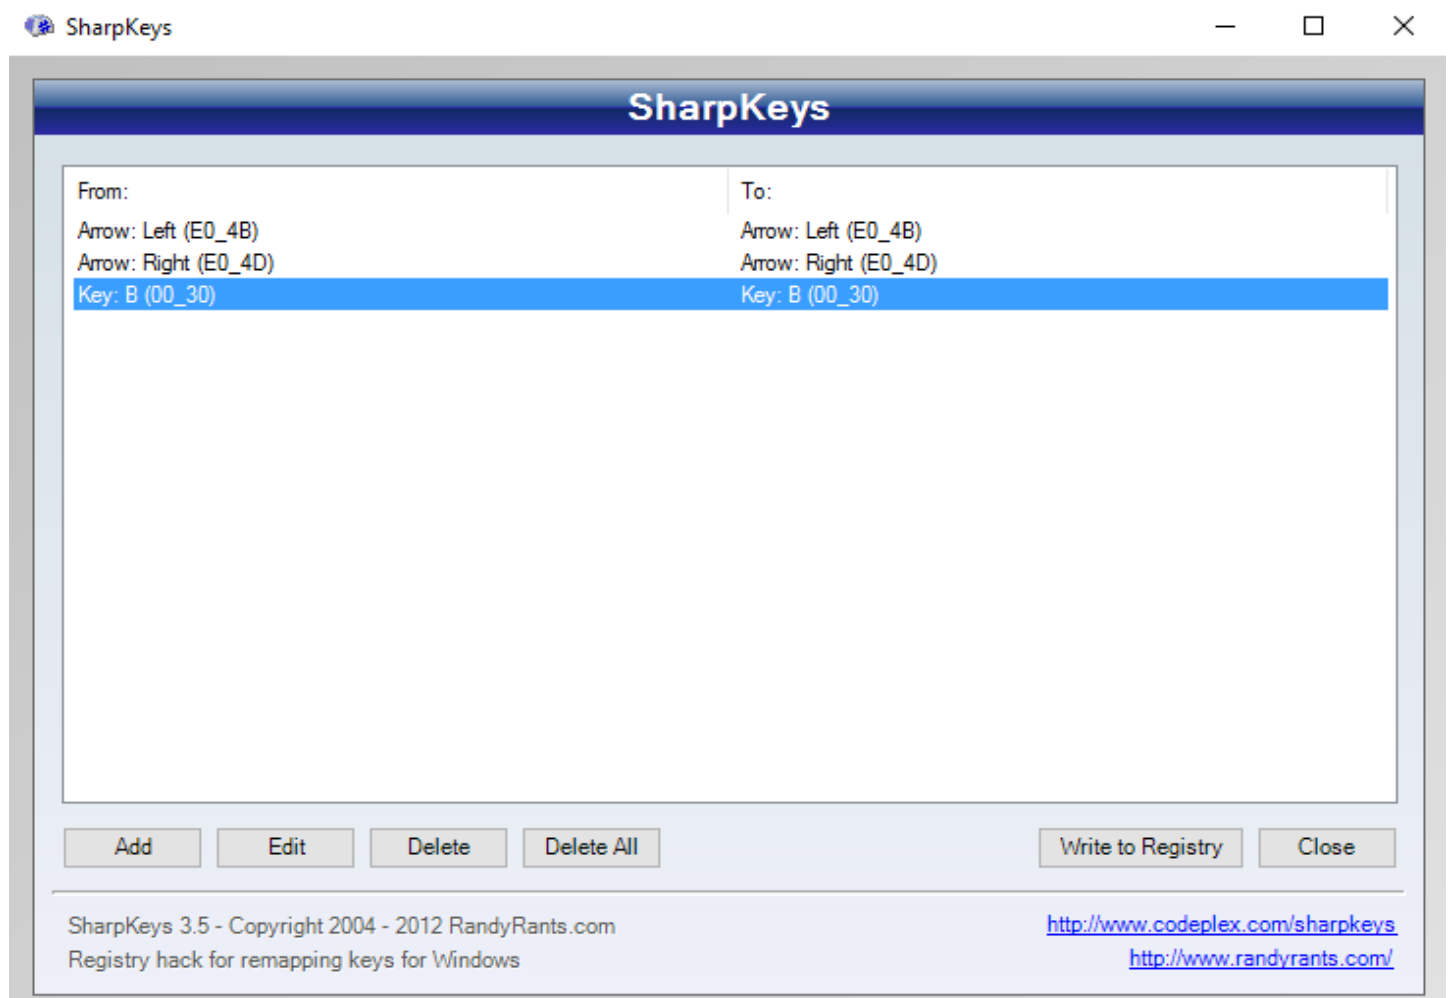 SharpKeys
SharpKeys
From: To:
Arrow: Left (E0_4B) Arrow: Left (E0_4B)
Arrow: Right (E0_4D) Arrow: Right (E0_4D)
Key: B (00_30) Key: B (00_30)
Add Edit Delete Delete All Write to Registry Close
SharpKeys 3.5 - Copyright 2004 - 2012 RandyRants.com http://www.codeplex.com/sharpkeys
Registry hack for remapping keys for Windows http://www.randyrants.com/